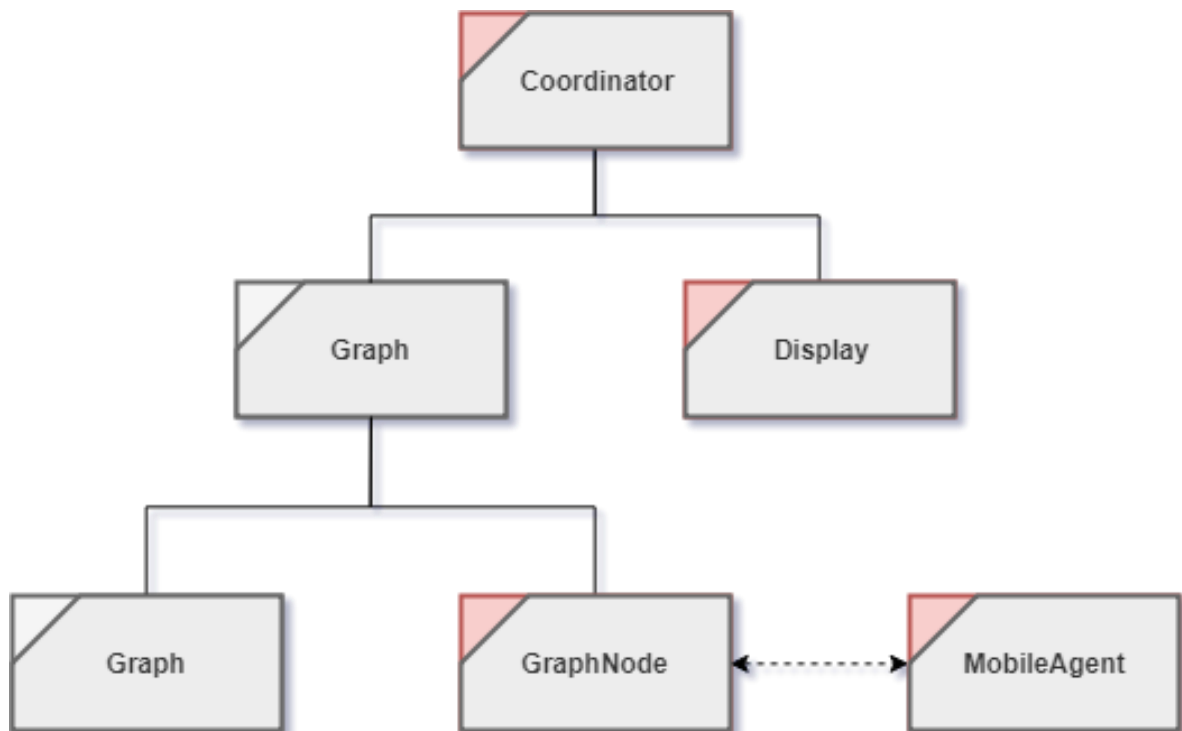 Coordinator
Graph
Display
Graph
GraphNode
MobileAgent